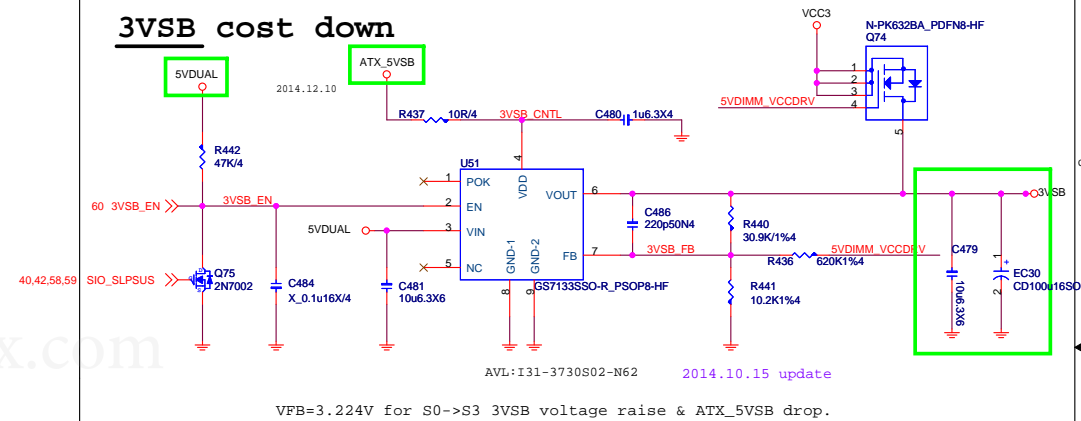 3VSB cost down
VCC3
N-PK632BA_PDFN8-HF
Q74
5VDUAL
ATX_5VSB
2014.12.10
1
2
3
4
5
5VDIMM_VCCDRV
R437
10R/4
3VSB_CNTL
C480
1u6.3X4
R442
47K/4
U51
4
1
POK
VDD
VOUT
6
3VSB
60 3VSB_EN
3VSB_EN
2
EN
C486
220p50N4
R440
30.9K/1%4
5VDUAL
3
VIN
7
FB
3VSB_FB
R436
620K1%4
5VDIMM_VCCDRV
C479
10u6.3X6
1
+
2
EC30
CD100u16SO
5
NC
GND-1
GND-2
8
9
GS7133SSO-R_PSOP8-HF
40,42,58,59 SIO_SLPSUS
Q75
2N7002
C484
X_0.1u16X/4
C481
10u6.3X6
R441
10.2K1%4
x.com
AVL:I31-3730S02-N62
2014.10.15 update
VFB=3.224V for S0->S3 3VSB voltage raise & ATX_5VSB drop.